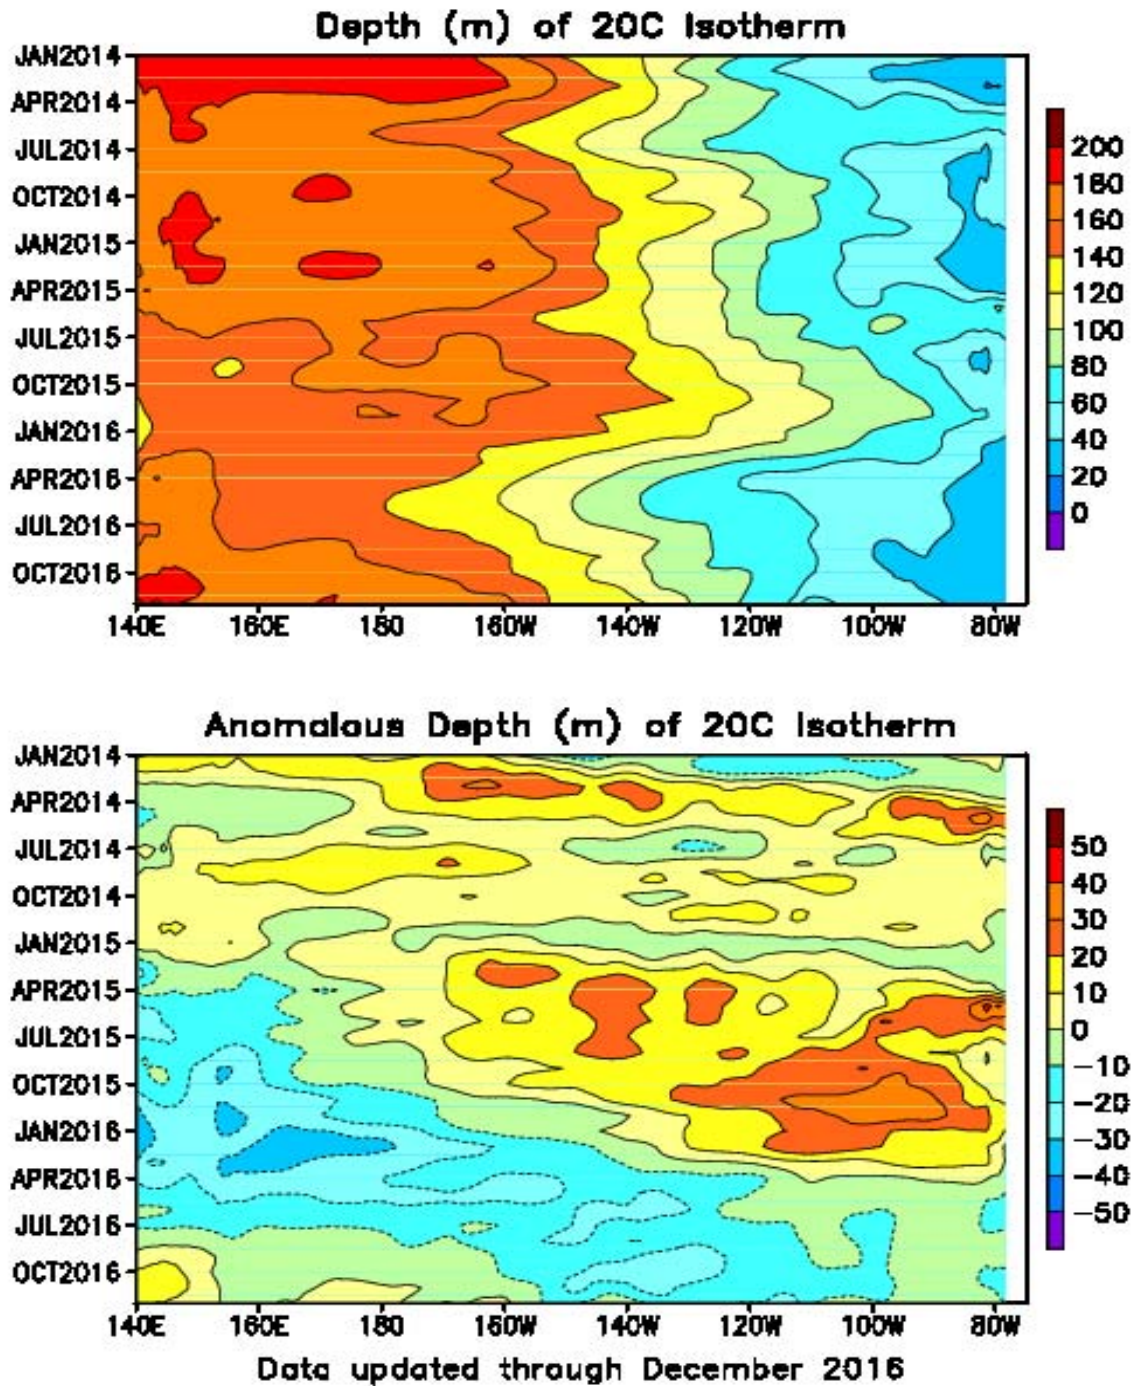 Depth (m) of 20C Isotherm
JAN2014
APR2014
JUL2014
OCT2014
JAN2015
APR2015
JUL2015
OCT2015
JAN2016
APR2016
JUL2016
OCT2016
140E 160E 180 160W 140W 120W 100W 80W
200
180
160
140
120
100
80
60
40
20
0
Anomalous Depth (m) of 20C Isotherm
JAN2014
APR2014
JUL2014
OCT2014
JAN2015
APR2015
JUL2015
OCT2015
JAN2016
APR2016
JUL2016
OCT2016
140E 160E 180 160W 140W 120W 100W 80W
50
40
30
20
10
0
-10
-20
-30
-40
-50
Data updated through December 2016